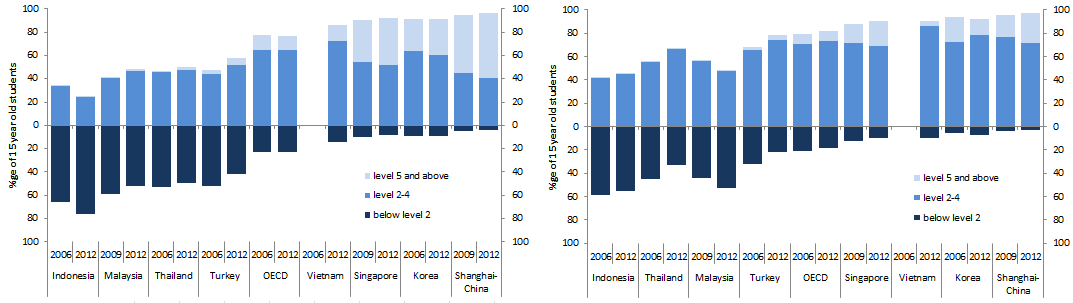 %ge of 15 year old students
100 100
80 80
60 60
40 40
20 20
0 0
20 20
40 40
60 60
80 80
100 100
level 5 and above
level 2-4
below level 2
2006 2012 2009 2012 2006 2012 2006 2012 2006 2012 2012 2009 2012 2006 2012 2009 2012
Indonesia Malaysia Thailand Turkey OECD Vietnam Singapore Korea Shanghai-
China
%ge of 15 year old students
100 100
80 80
60 60
40 40
20 20
0 0
20 20
40 40
60 60
80 80
100 100
level 5 and above
level 2-4
below level 2
2006 2012 2006 2012 2009 2012 2006 2012 2006 2012 2009 2012 2012 2006 2012 2009 2012
Indonesia Thailand Malaysia Turkey OECD Singapore Vietnam Korea Shanghai-
China